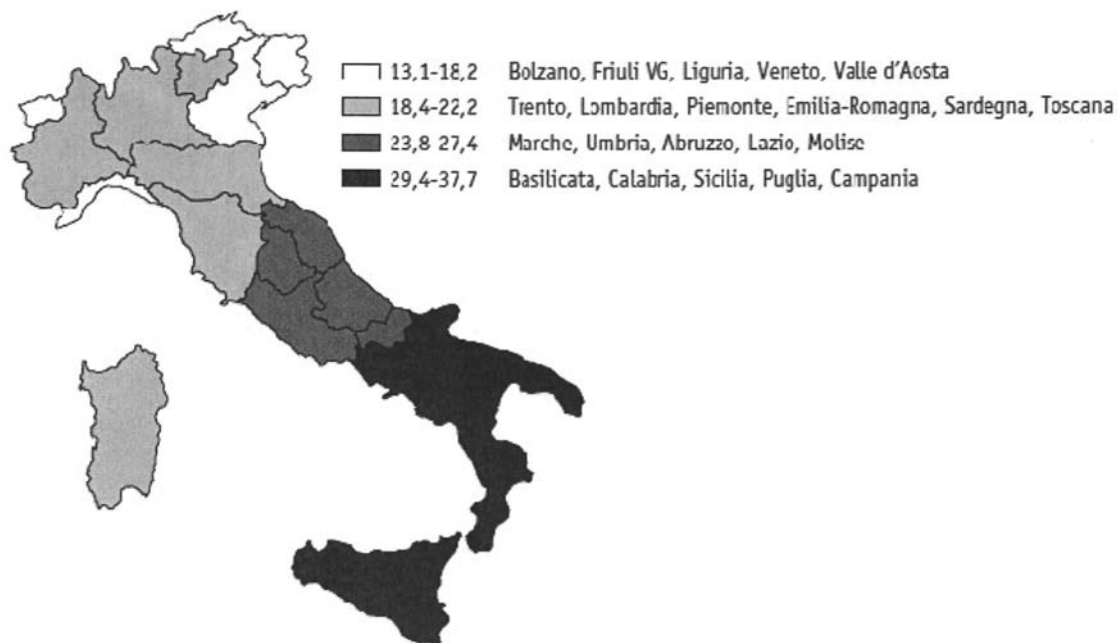 13,1-18,2 Bolzano, Friuli VG, Liguria, Veneto, Valle d'Aosta
18,4-22,2 Trento, Lombardia, Piemonte, Emilia-Romagna, Sardegna, Toscana
23,8 27,4 Marche, Umbria, Abruzzo, Lazio, Molise
29,4-37,7 Basilicata, Calabria, Sicilia, Puglia, Campania